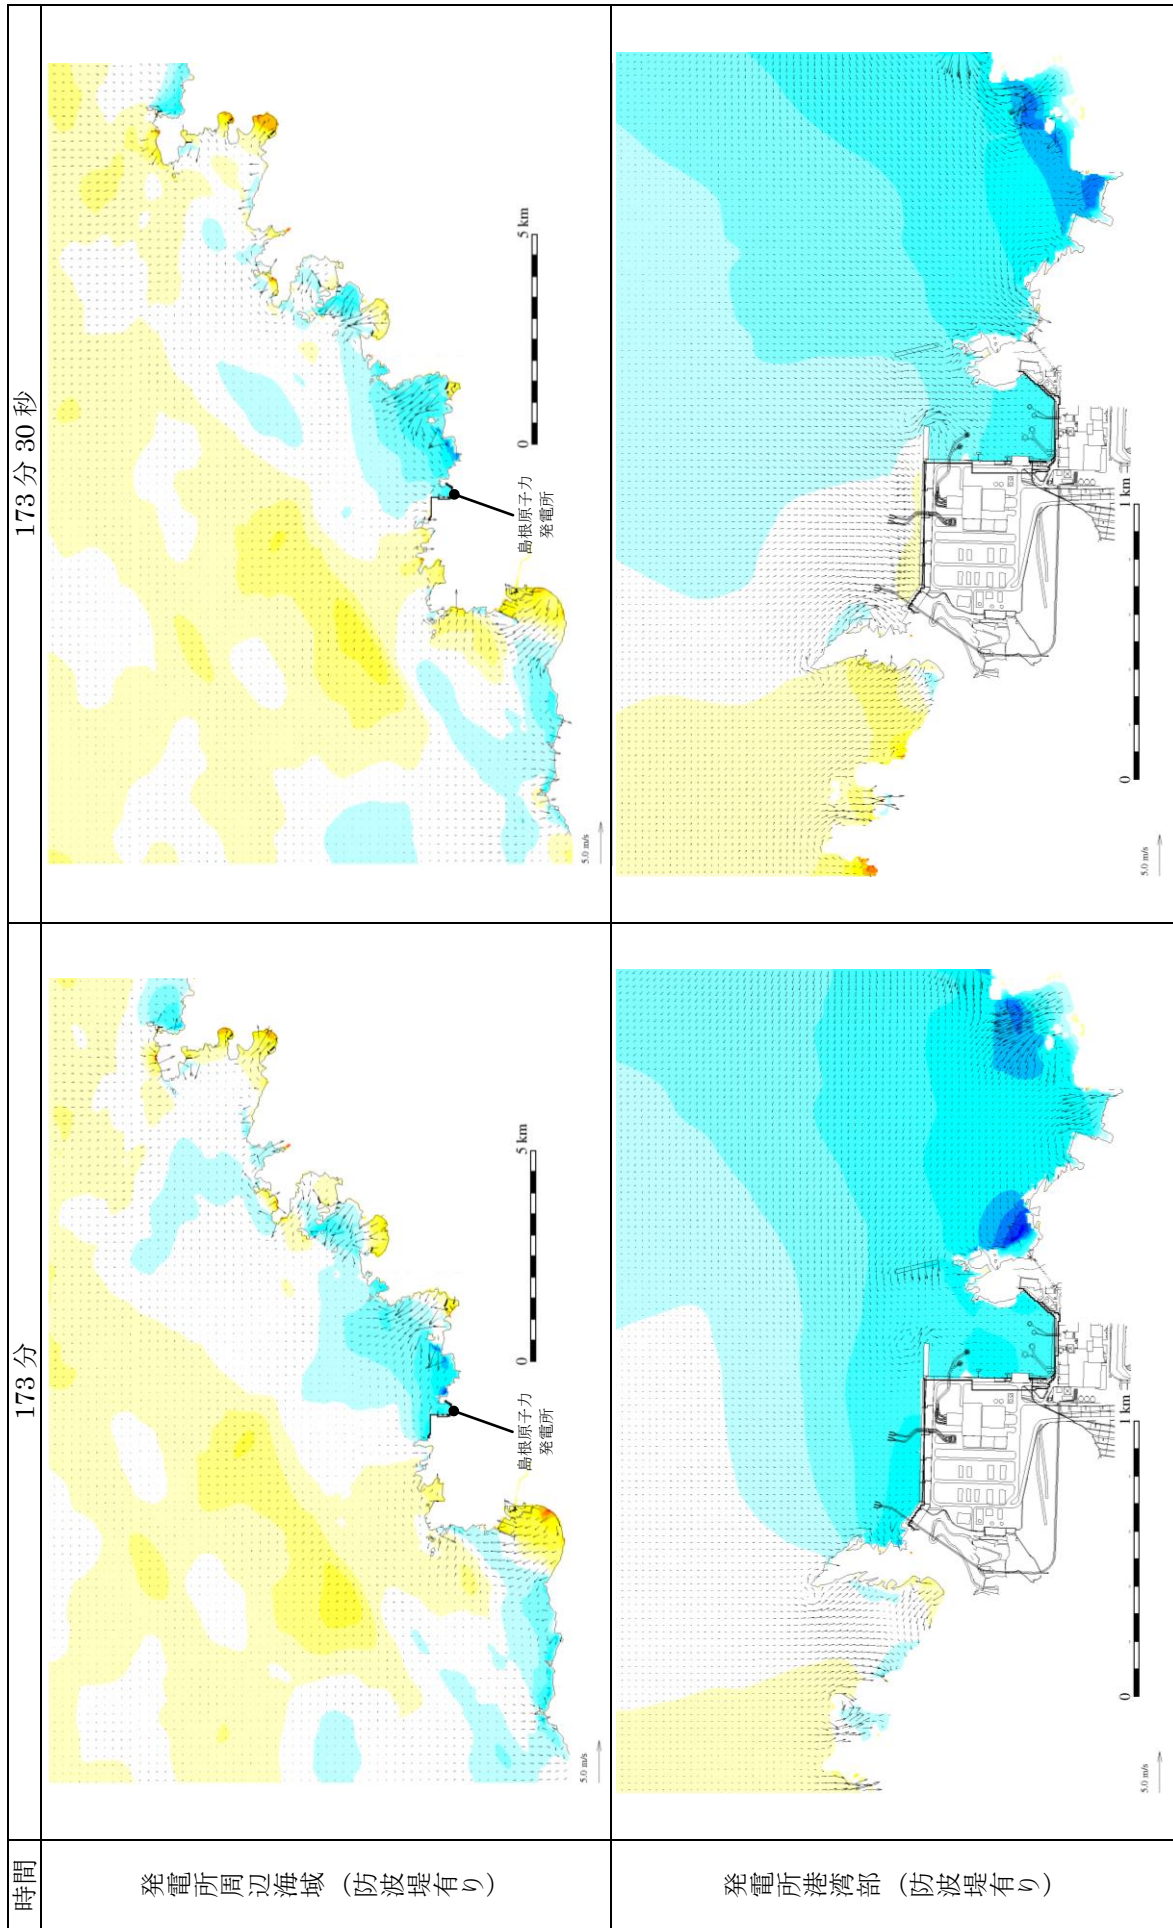 時間
173分
173分30秒
発電所周辺海域（防波堤有り）
島根原子力
発電所
0
5 km
5.0 m/s
島根原子力
発電所
0
5 km
5.0 m/s
発電所港湾部（防波堤有り）
0
1 km
5.0 m/s
0
1 km
5.0 m/s